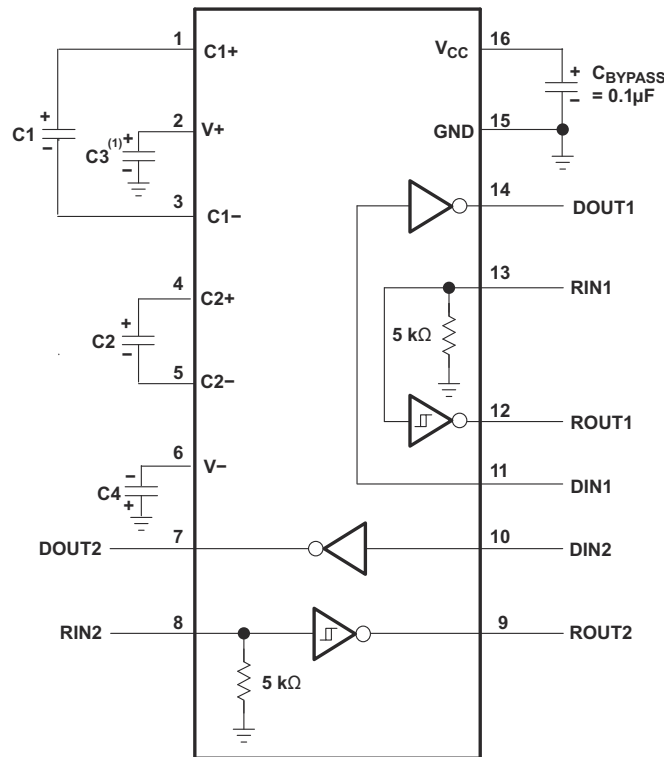 1
C1+
C1
+
−
2
V+
C3(1)
+
−
3
C1−
4
C2+
C2
+
−
5
C2−
6
V−
C4
−
+
DOUT2
7
RIN2
8
5 kΩ
VCC
16
+
−
CBYPASS
= 0.1µF
GND
15
14
DOUT1
13
RIN1
5 kΩ
12
ROUT1
11
DIN1
10
DIN2
9
ROUT2